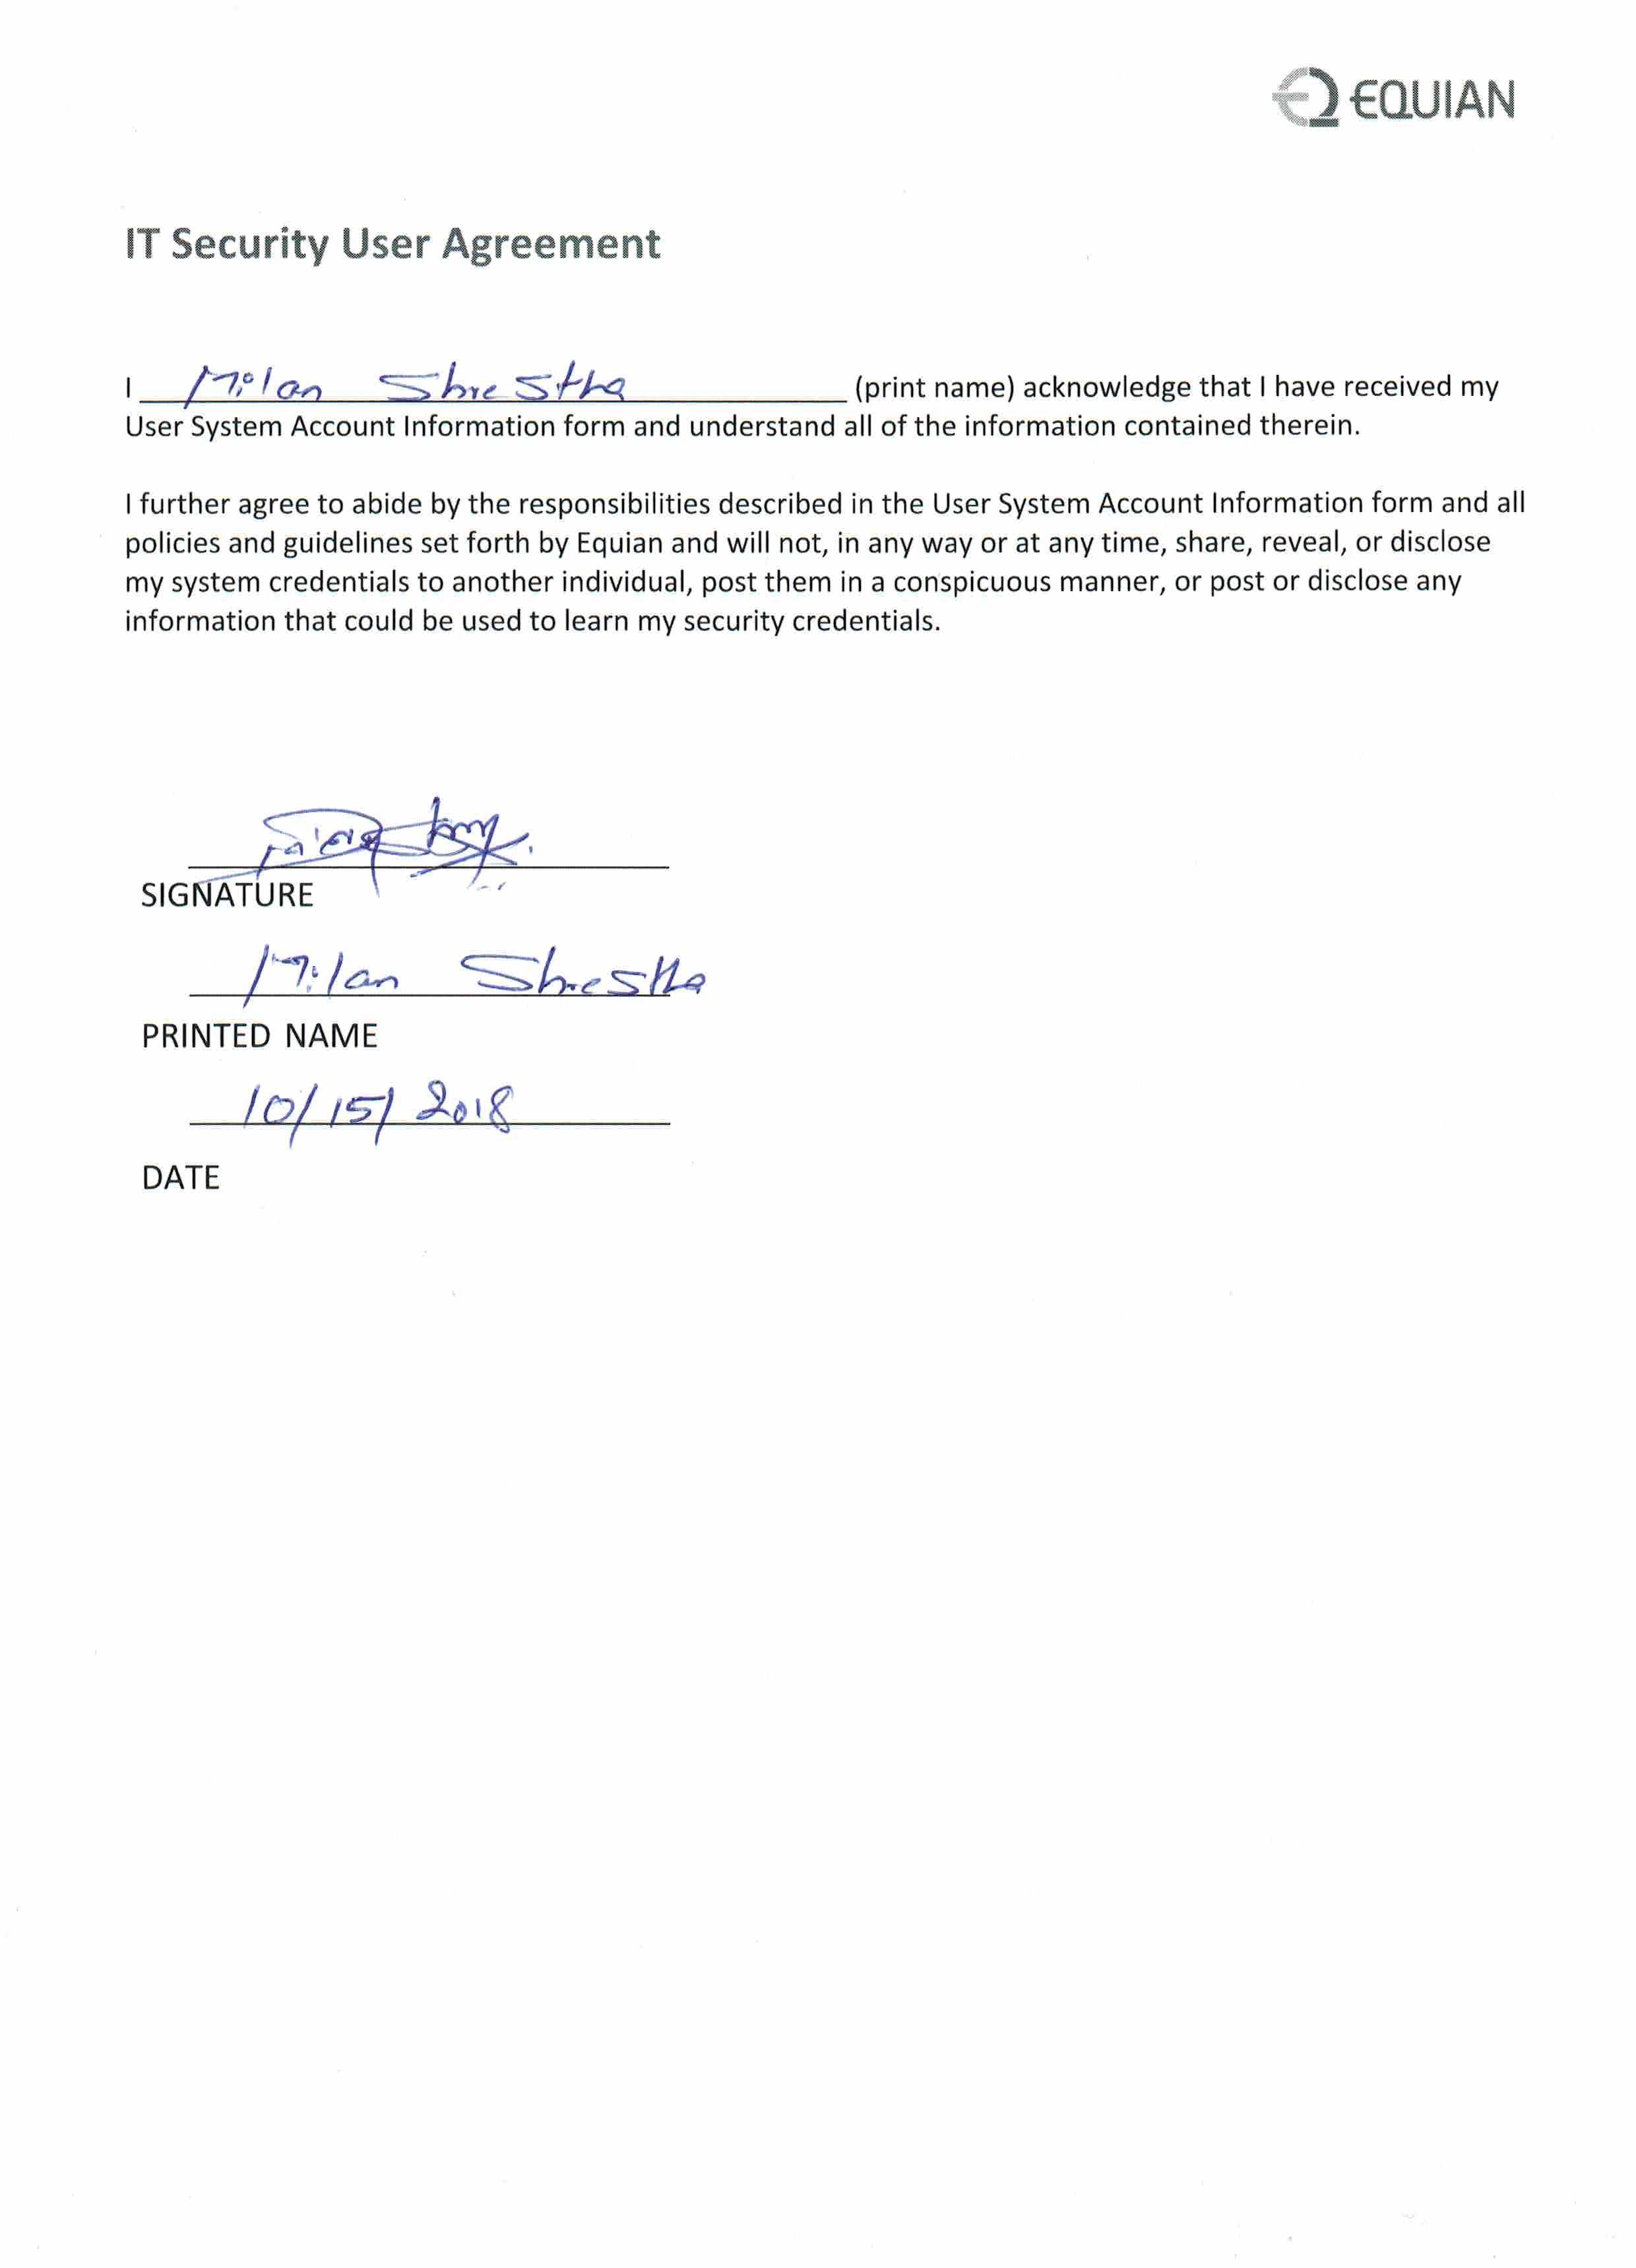 EQUIAN
IT Security User Agreement
I Milan Shrestha (print name) acknowledge that I have received my
User System Account Information form and understand all of the information contained therein.
I further agree to abide by the responsibilities described in the User System Account Information form and all
policies and guidelines set forth by Equian and will not, in any way or at any time, share, reveal, or disclose
my system credentials to another individual, post them in a conspicuous manner, or post or disclose any
information that could be used to learn my security credentials.
SIGNATURE
Milan Shrestha
PRINTED NAME
10/15/2018
DATE